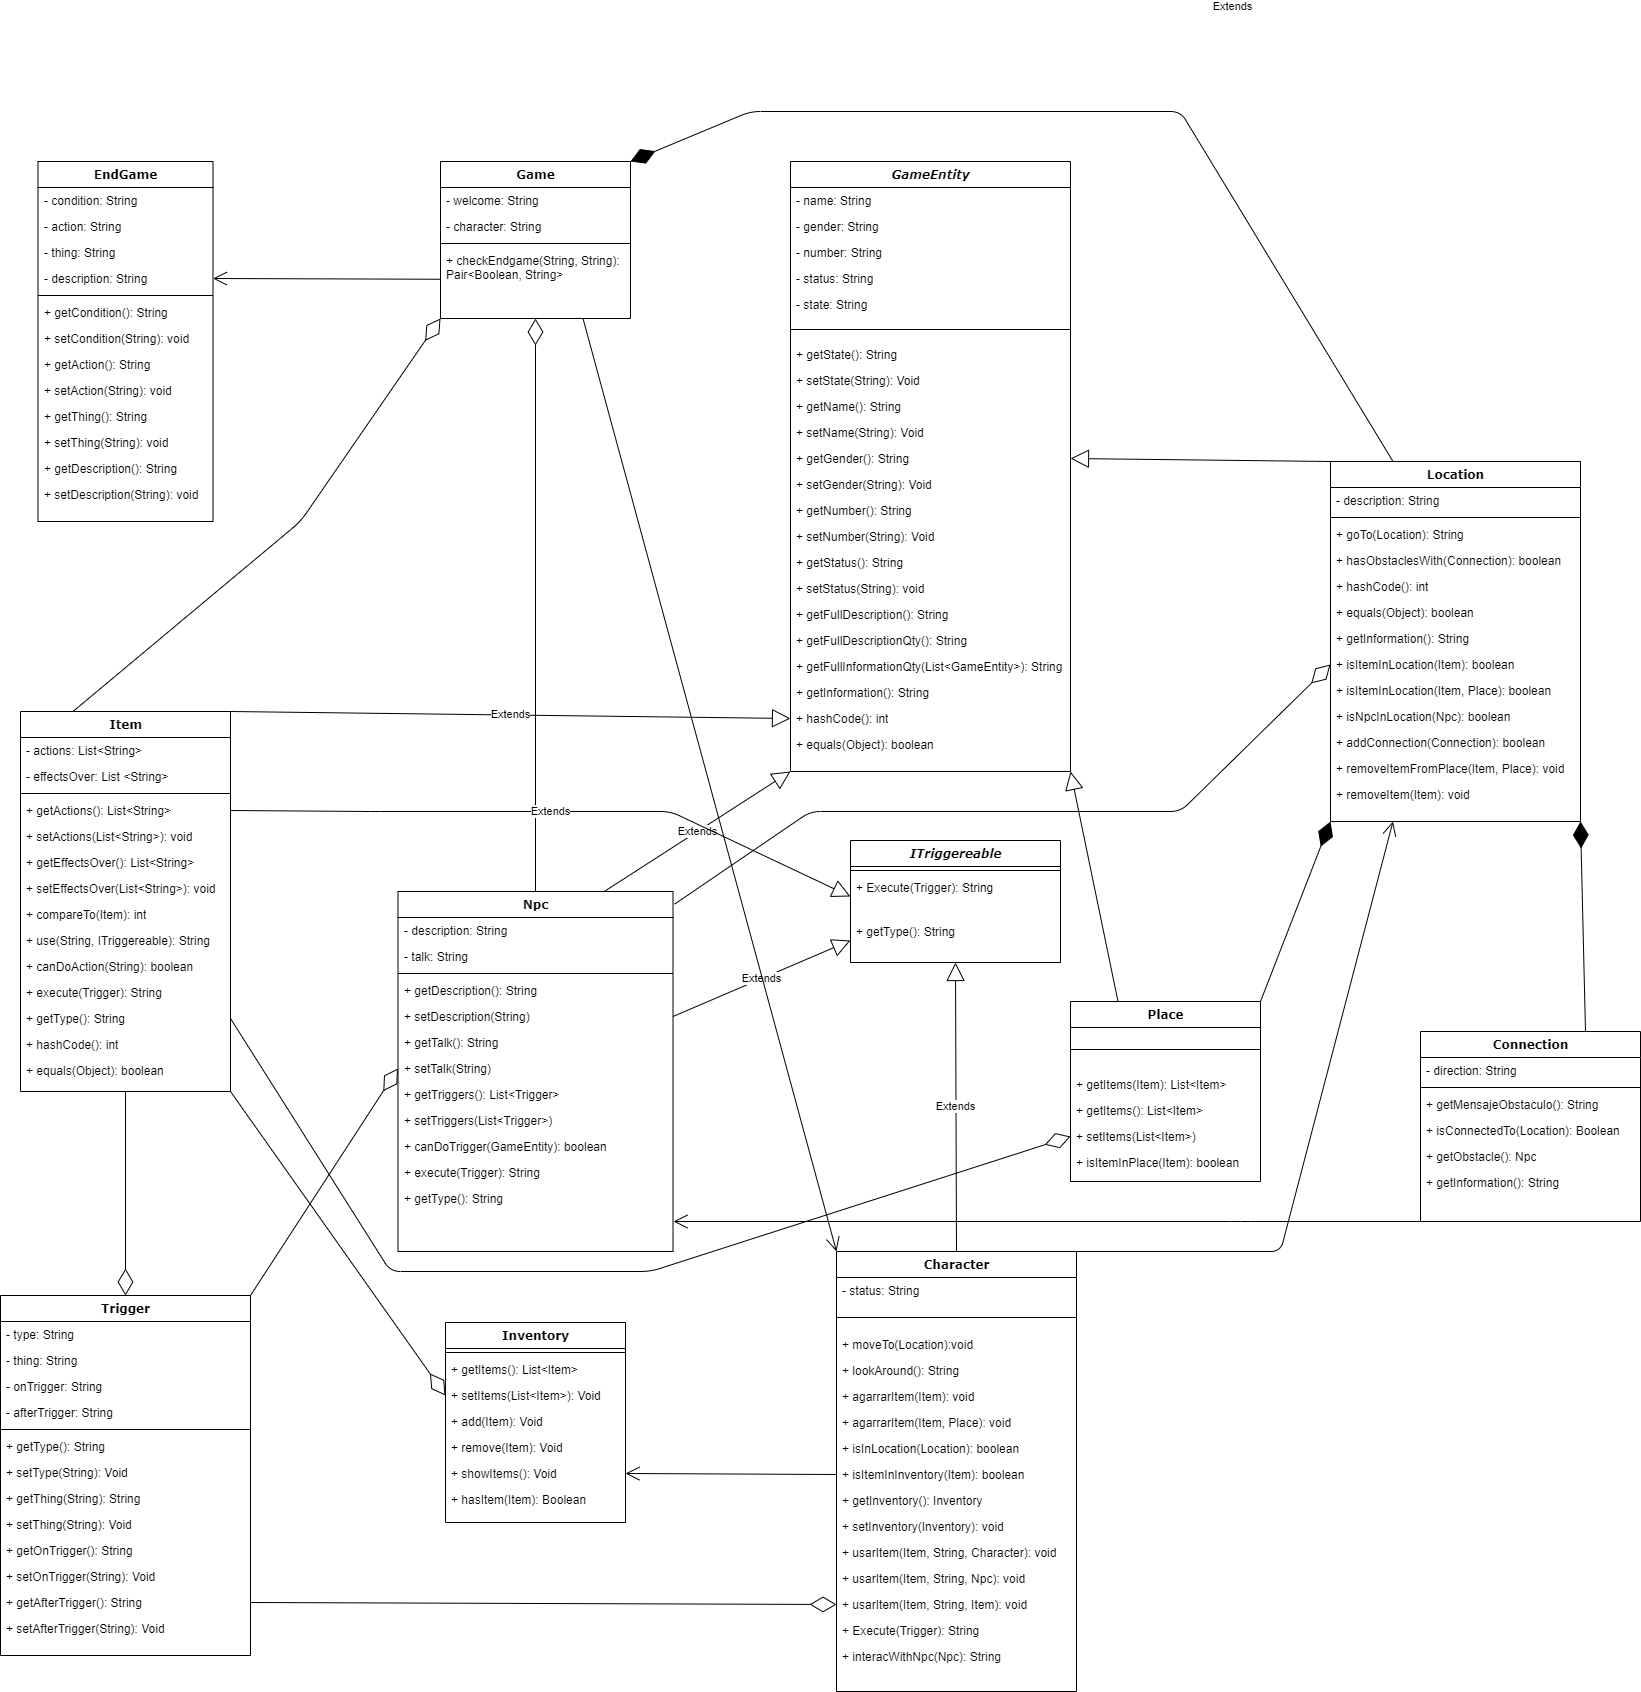 Extends
EndGame
- condition: String
- action: String
- thing: String
- description: String
+ getCondition(): String
+ setCondition(String): void
+ getAction(): String
+ setAction(String): void
+ getThing(): String
+ setThing(String): void
+ getDescription(): String
+ setDescription(String): void
Game
- welcome: String
- character: String
+ checkEndgame(String, String):
Pair<Boolean, String>
GameEntity
- name: String
- gender: String
- number: String
- status: String
- state: String
+ getState(): String
+ setState(String): Void
+ getName(): String
+ setName(String): Void
+ getGender(): String
+ setGender(String): Void
+ getNumber(): String
+ setNumber(String): Void
+ getStatus(): String
+ setStatus(String): void
+ getFullDescription(): String
+ getFullDescriptionQty(): String
+ getFullInformationQty(List<GameEntity>): String
+ getInformation(): String
+ hashCode(): int
+ equals(Object): boolean
Location
- description: String
+ goTo(Location): String
+ hasObstaclesWith(Connection): boolean
+ hashCode(): int
+ equals(Object): boolean
+ getInformation(): String
+ isItemInLocation(Item): boolean
+ isItemInLocation(Item, Place): boolean
+ isNpcInLocation(Npc): boolean
+ addConnection(Connection): boolean
+ removeItemFromPlace(Item, Place): void
+ removeItem(Item): void
Item
- actions: List<String>
- effectsOver: List <String>
+ getActions(): List<String>
+ setActions(List<String>): void
+ getEffectsOver(): List<String>
+ setEffectsOver(List<String>): void
+ compareTo(Item): int
+ use(String, ITriggereable): String
+ canDoAction(String): boolean
+ execute(Trigger): String
+ getType(): String
+ hashCode(): int
+ equals(Object): boolean
Extends
Extends
Extends
Extends
Extends
ITriggereable
+ Execute(Trigger): String
+ getType(): String
Npc
- description: String
- talk: String
+ getDescription(): String
+ setDescription(String)
+ getTalk(): String
+ setTalk(String)
+ getTriggers(): List<Trigger>
+ setTriggers(List<Trigger>)
+ canDoTrigger(GameEntity): boolean
+ execute(Trigger): String
+ getType(): String
Place
+ getItems(Item): List<Item>
+ getItems(): List<Item>
+ setItems(List<Item>)
+ isItemInPlace(Item): boolean
Connection
- direction: String
+ getMensajeObstaculo(): String
+ isConnectedTo(Location): Boolean
+ getObstacle(): Npc
+ getInformation(): String
Trigger
- type: String
- thing: String
- onTrigger: String
- afterTrigger: String
+ getType(): String
+ setType(String): Void
+ getThing(String): String
+ setThing(String): Void
+ getOnTrigger(): String
+ setOnTrigger(String): Void
+ getAfterTrigger(): String
+ setAfterTrigger(String): Void
Inventory
+ getItems(): List<Item>
+ setItems(List<Item>): Void
+ add(Item): Void
+ remove(Item): Void
+ showItems(): Void
+ hasItem(Item): Boolean
Character
- status: String
+ moveTo(Location):void
+ lookAround(): String
+ agarrarItem(Item): void
+ agarrarItem(Item, Place): void
+ isInLocation(Location): boolean
+ isItemInInventory(Item): boolean
+ getInventory(): Inventory
+ setInventory(Inventory): void
+ usarItem(Item, String, Character): void
+ usarItem(Item, String, Npc): void
+ usarItem(Item, String, Item): void
+ Execute(Trigger): String
+ interacWithNpc(Npc): String